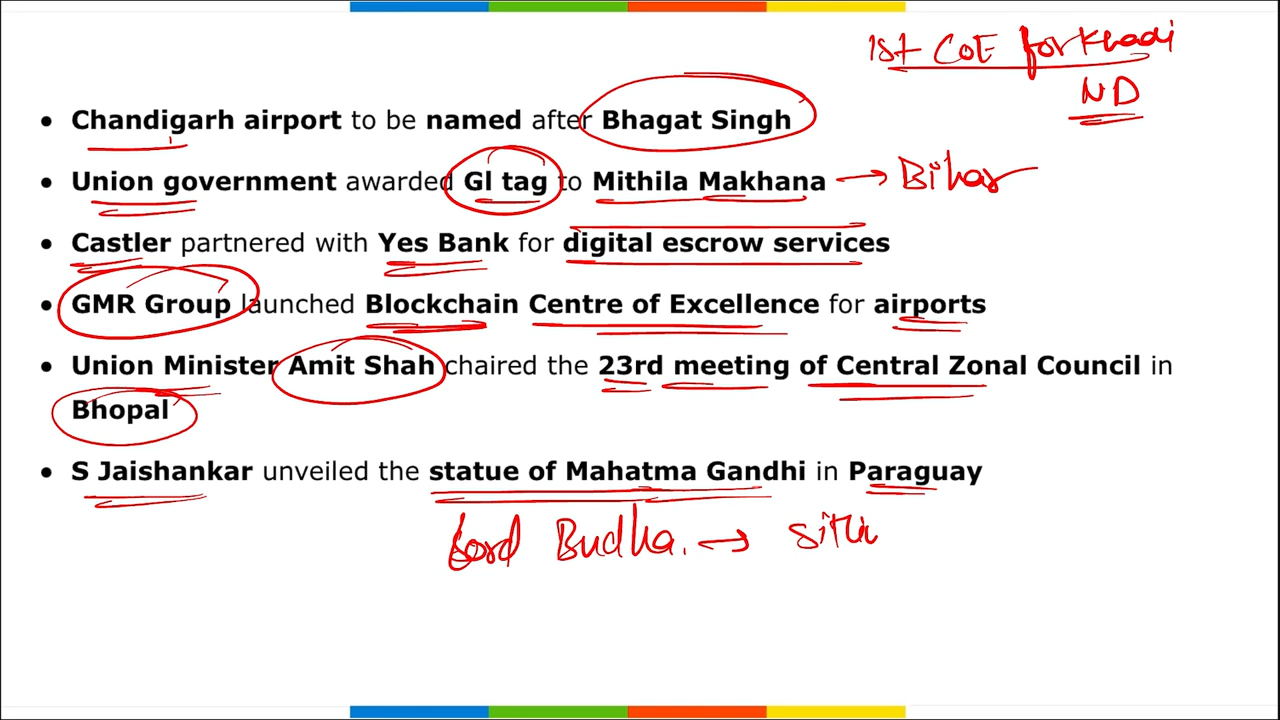 1st CoE for Khadi
ND
• Chandigarh airport to be named after Bhagat Singh
• Union government awarded GI tag to Mithila Makhana → Bihar
• Castler partnered with Yes Bank for digital escrow services
• GMR Group launched Blockchain Centre of Excellence for airports
• Union Minister Amit Shah chaired the 23rd meeting of Central Zonal Council in
Bhopal
• S Jaishankar unveiled the statue of Mahatma Gandhi in Paraguay
Lord Budha. →